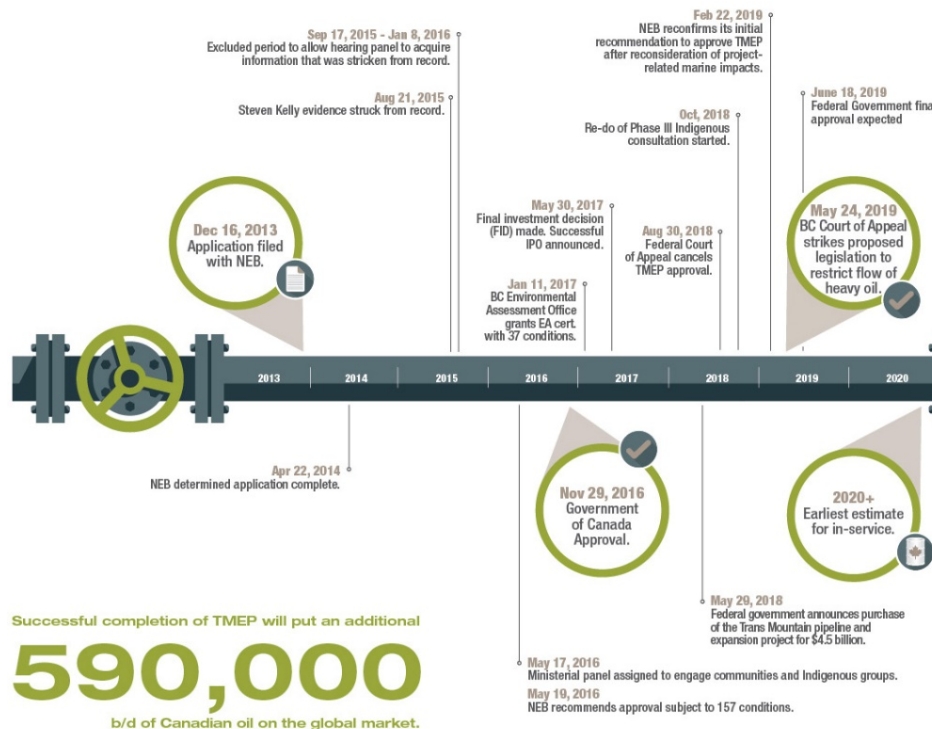 Sep 17, 2015 - Jan 8, 2016
Excluded period to allow hearing panel to acquire
information that was stricken from record.
Aug 21, 2015
Steven Kelly evidence struck from record.
Feb 22, 2019
NEB reconfirms its initial
recommendation to approve TMEP
after reconsideration of project-
related marine impacts.
June 18, 2019
Federal Government fina
approval expected
Oct, 2018
Re-do of Phase III Indigenous
consultation started.
Dec 16, 2013
Application filed
with NEB.
May 30, 2017
Final investment decision
(FID) made. Successful
IPO announced.
Aug 30, 2018
Federal Court
of Appeal cancels
TMEP approval.
May 24, 2019
BC Court of Appeal
strikes proposed
legislation to
restrict flow of
heavy oil.
Jan 11, 2017
BC Environmental
Assessment Office
grants EA cert.
with 37 conditions.
2013 2014 2015 2016 2017 2018 2019 2020
Apr 22, 2014
NEB determined application complete.
Nov 29, 2016
Government
of Canada
Approval.
2020+
Earliest estimate
for in-service.
May 29, 2018
Federal government announces purchase
of the Trans Mountain pipeline and
expansion project for $4.5 billion.
May 17, 2016
Ministerial panel assigned to engage communities and Indigenous groups.
May 19, 2016
NEB recommends approval subject to 157 conditions.
Successful completion of TMEP will put an additional
590,000
b/d of Canadian oil on the global market.